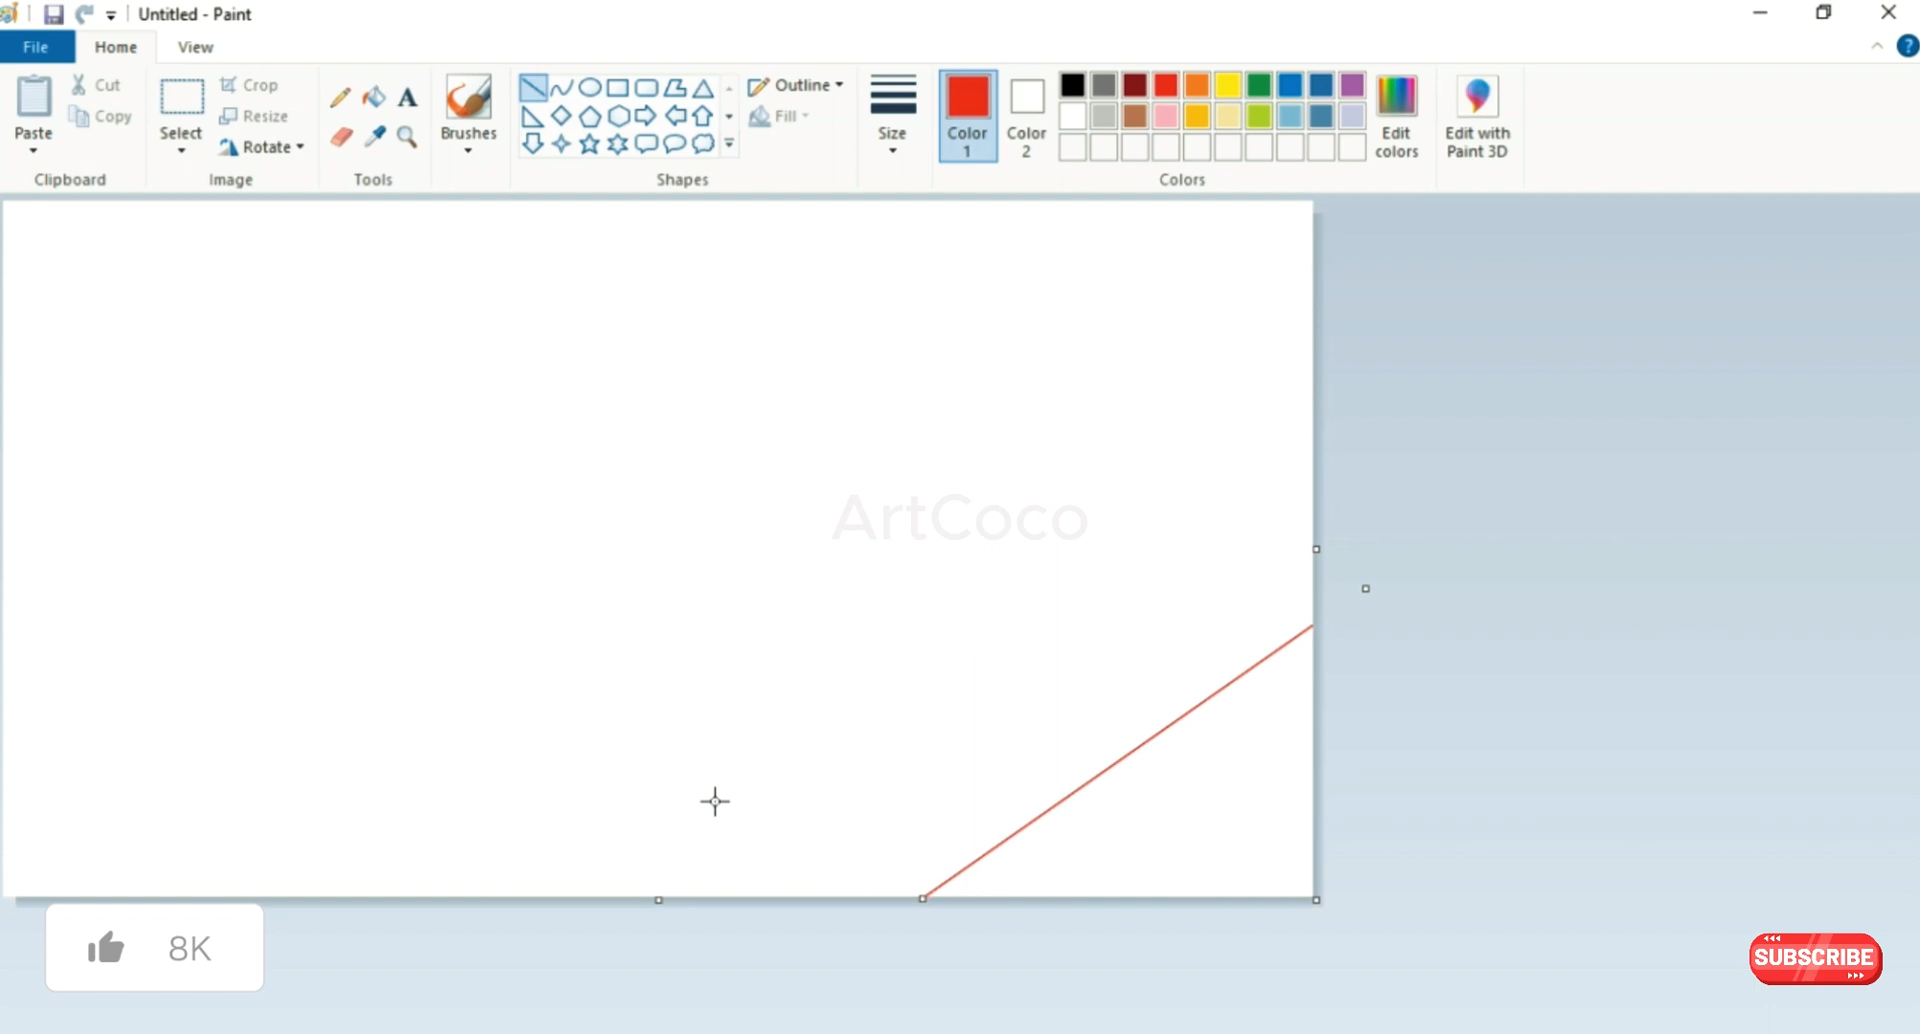 Untitled - Paint
File Home View
Paste
Cut
Copy
Clipboard
Select
Crop
Resize
Rotate
Image
A
Tools
Brushes
Shapes
Outline
Fill
Size
Color 1
Color 2
Colors
Edit colors
Edit with Paint 3D
?
ArtCoco
8K
SUBSCRIBE